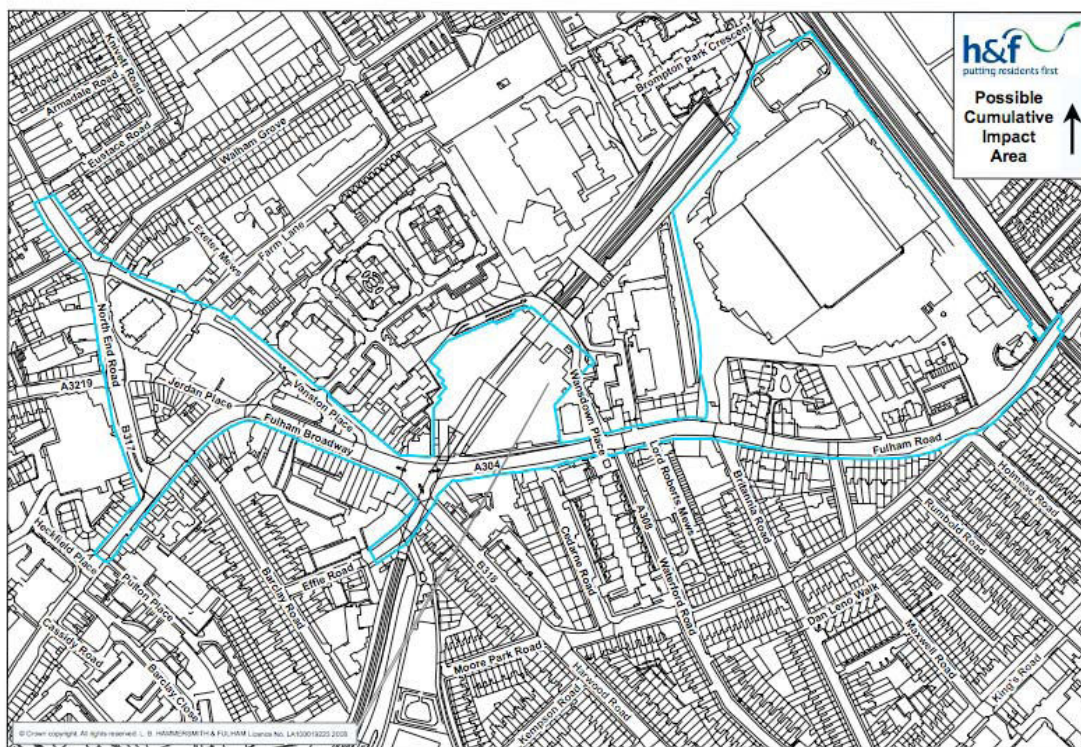 h&f
putting residents first
Possible
Cumulative
Impact
Area
Knivett Road
Armadale Road
Eustace Road
Walham Grove
Brompton Park Crescent
Exeter Mews
Farm Lane
North End Road
A3219
B317
Jerdan Place
Vanston Place
Fulham Broadway
Wansdown Place
A304
Fulham Road
Lord Roberts Mews
Britannia Road
Holmead Road
Rumbold Road
Heckfield Place
Fulton Place
Effie Road
Barclay Road
B318
Cedarne Road
A308
Waterford Road
Cassidy Road
Barclay Close
Dan Leno Walk
Maxwell Road
Moore Park Road
Harwood Road
Kempson Road
King's Road
© Crown copyright. All rights reserved. L. B. HAMMERSMITH & FULHAM Licence No. LA100019223 2009